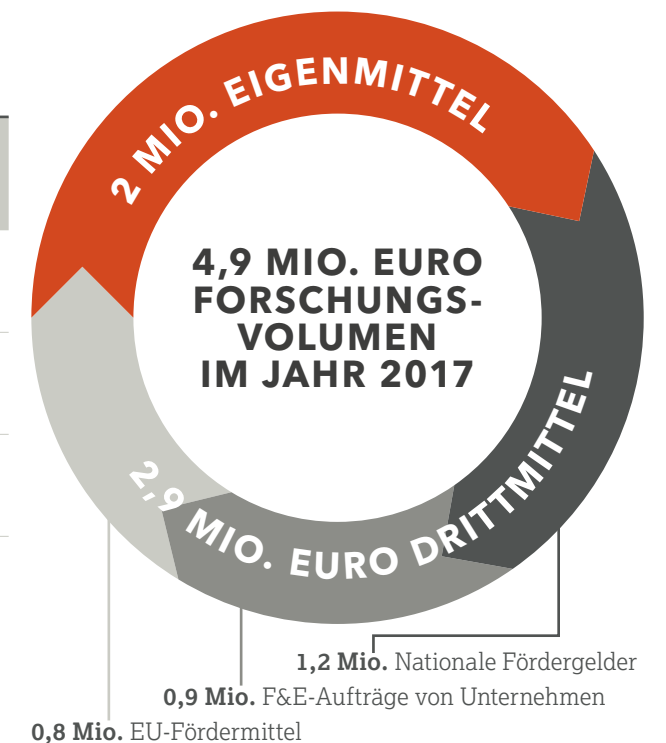 2 MIO. EIGENMITTEL
4,9 MIO. EURO
FORSCHUNGS-
VOLUMEN
IM JAHR 2017
2,9 MIO. EURO DRITTMITTEL
1,2 Mio. Nationale Fördergelder
0,9 Mio. F&E-Aufträge von Unternehmen
0,8 Mio. EU-Fördermittel